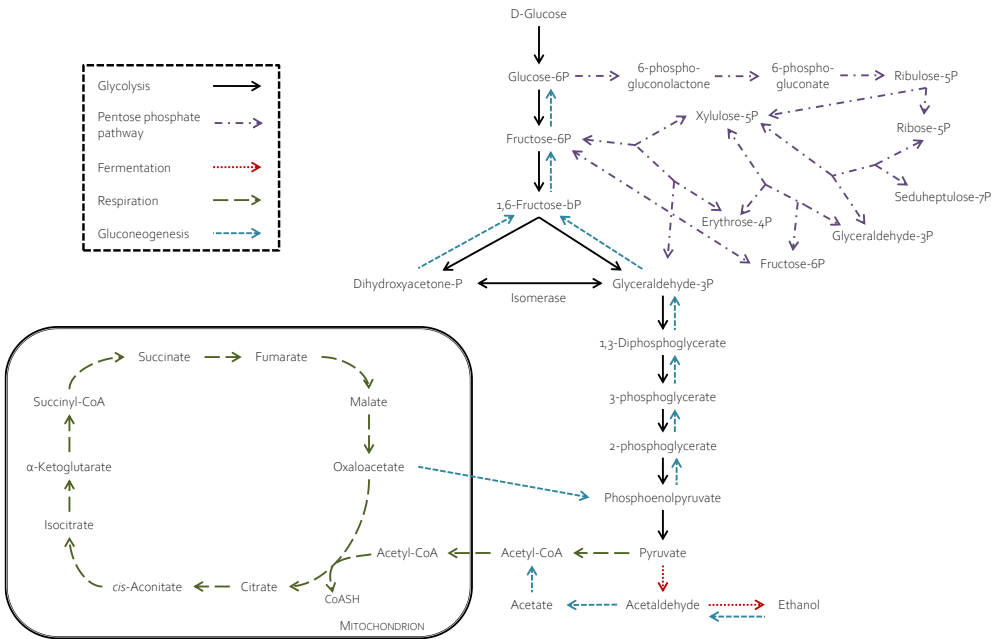 D-Glucose
Glycolysis
Pentose phosphate
pathway
Fermentation
Respiration
Gluconeogenesis
Glucose-6P
6-phospho-
gluconolactone
6-phospho-
gluconate
Ribulose-5P
Xylulose-5P
Ribose-5P
Fructose-6P
Seduheptulose-7P
1,6-Fructose-bP
Erythrose-4P
Glyceraldehyde-3P
Fructose-6P
Dihydroxyacetone-P
Isomerase
Glyceraldehyde-3P
1,3-Diphosphoglycerate
3-phosphoglycerate
2-phosphoglycerate
Phosphoenolpyruvate
Pyruvate
Acetyl-CoA
Acetyl-CoA
Acetate
Acetaldehyde
Ethanol
Succinate
Fumarate
Succinyl-CoA
Malate
α-Ketoglutarate
Oxaloacetate
Isocitrate
cis-Aconitate
Citrate
CoASH
MITOCHONDRION